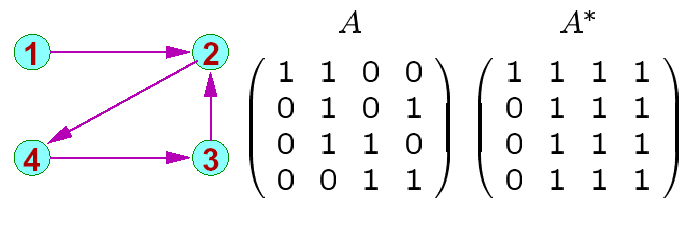 A A*
1 2 1 1 0 0 1 1 1 1
0 1 0 1 0 1 1 1
0 1 1 0 0 1 1 1
4 3 0 0 1 1 0 1 1 1